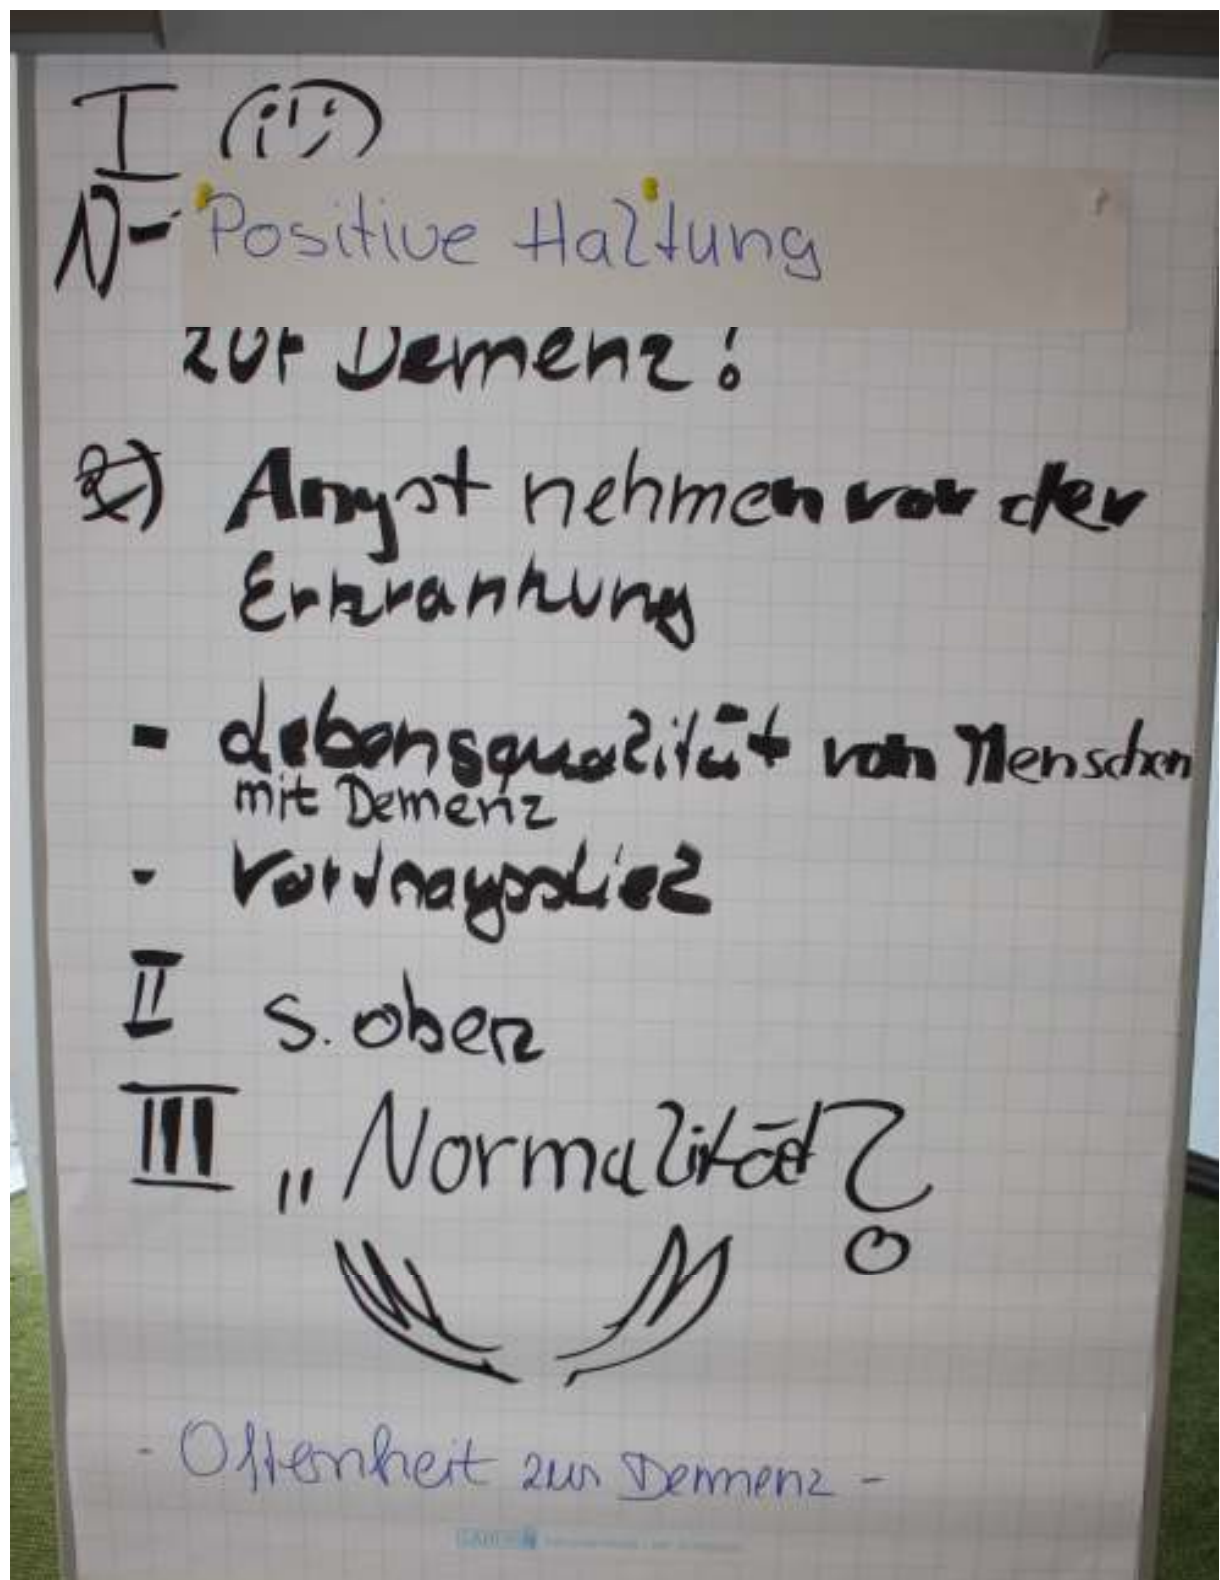 I
N- Positive Haltung
zur Demenz!
2) Angst nehmen vor der
Erkrankung
- Lebensqualität von Menschen
mit Demenz
-
II s. oben
III „Normalität?
- Offenheit zur Demenz -